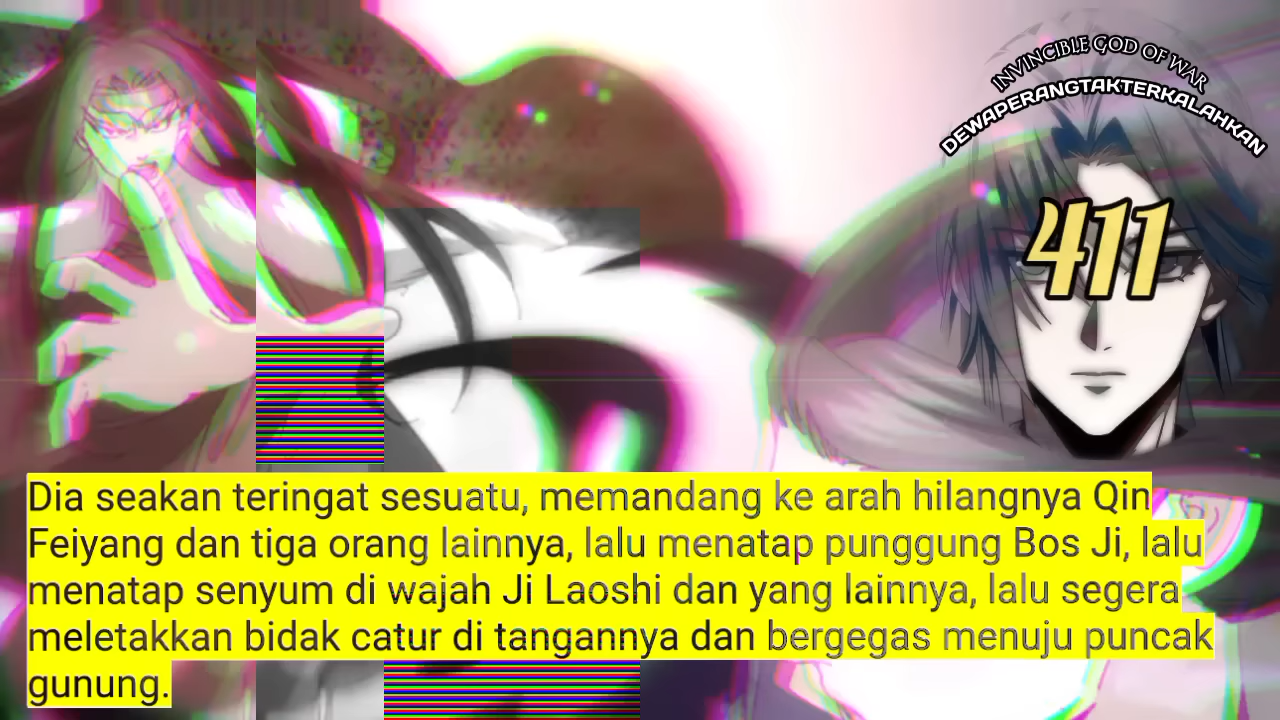 INVINCIBLE GOD OF WAR
DEWAPERANGTAKTERKALAHKAN
411
Dia seakan teringat sesuatu, memandang ke arah hilangnya Qin
Feiyang dan tiga orang lainnya, lalu menatap punggung Bos Ji, lalu
menatap senyum di wajah Ji Laoshi dan yang lainnya, lalu segera
meletakkan bidak catur di tangannya dan bergegas menuju puncak
gunung.